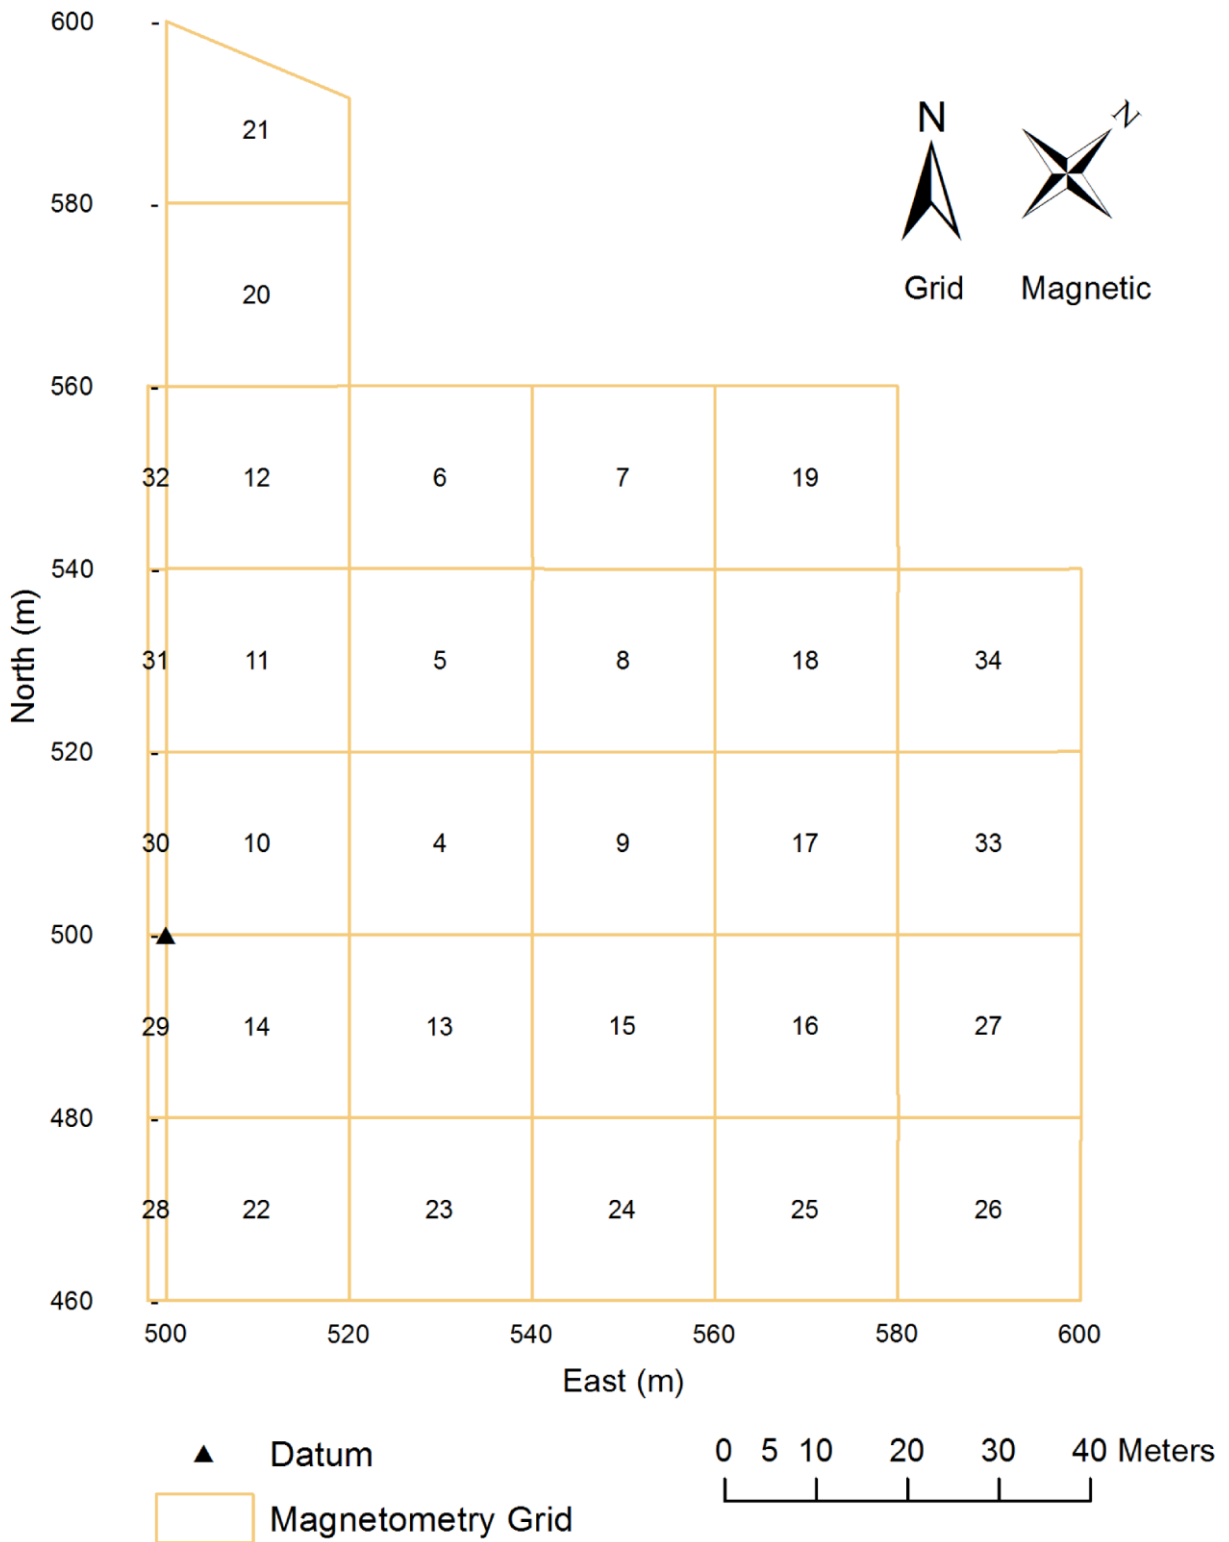 600 -
21
N
N
Grid Magnetic
580 -
20
560 -
32 12 6 7 19
540 -
31 11 5 8 18 34
North (m)
520 -
30 10 4 9 17 33
500 -
29 14 13 15 16 27
480 -
28 22 23 24 25 26
460 -
500 520 540 560 580 600
East (m)
Datum
0 5 10 20 30 40 Meters
Magnetometry Grid